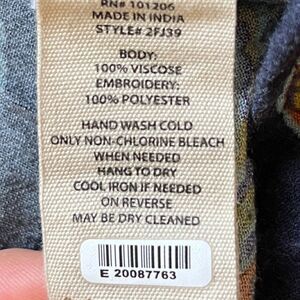 RN# 101206
MADE IN INDIA
STYLE# 2FJ39
BODY:
100% VISCOSE
EMBROIDERY:
100% POLYESTER
HAND WASH COLD
ONLY NON-CHLORINE BLEACH
WHEN NEEDED
HANG TO DRY
COOL IRON IF NEEDED
ON REVERSE
MAY BE DRY CLEANED
E 20087763